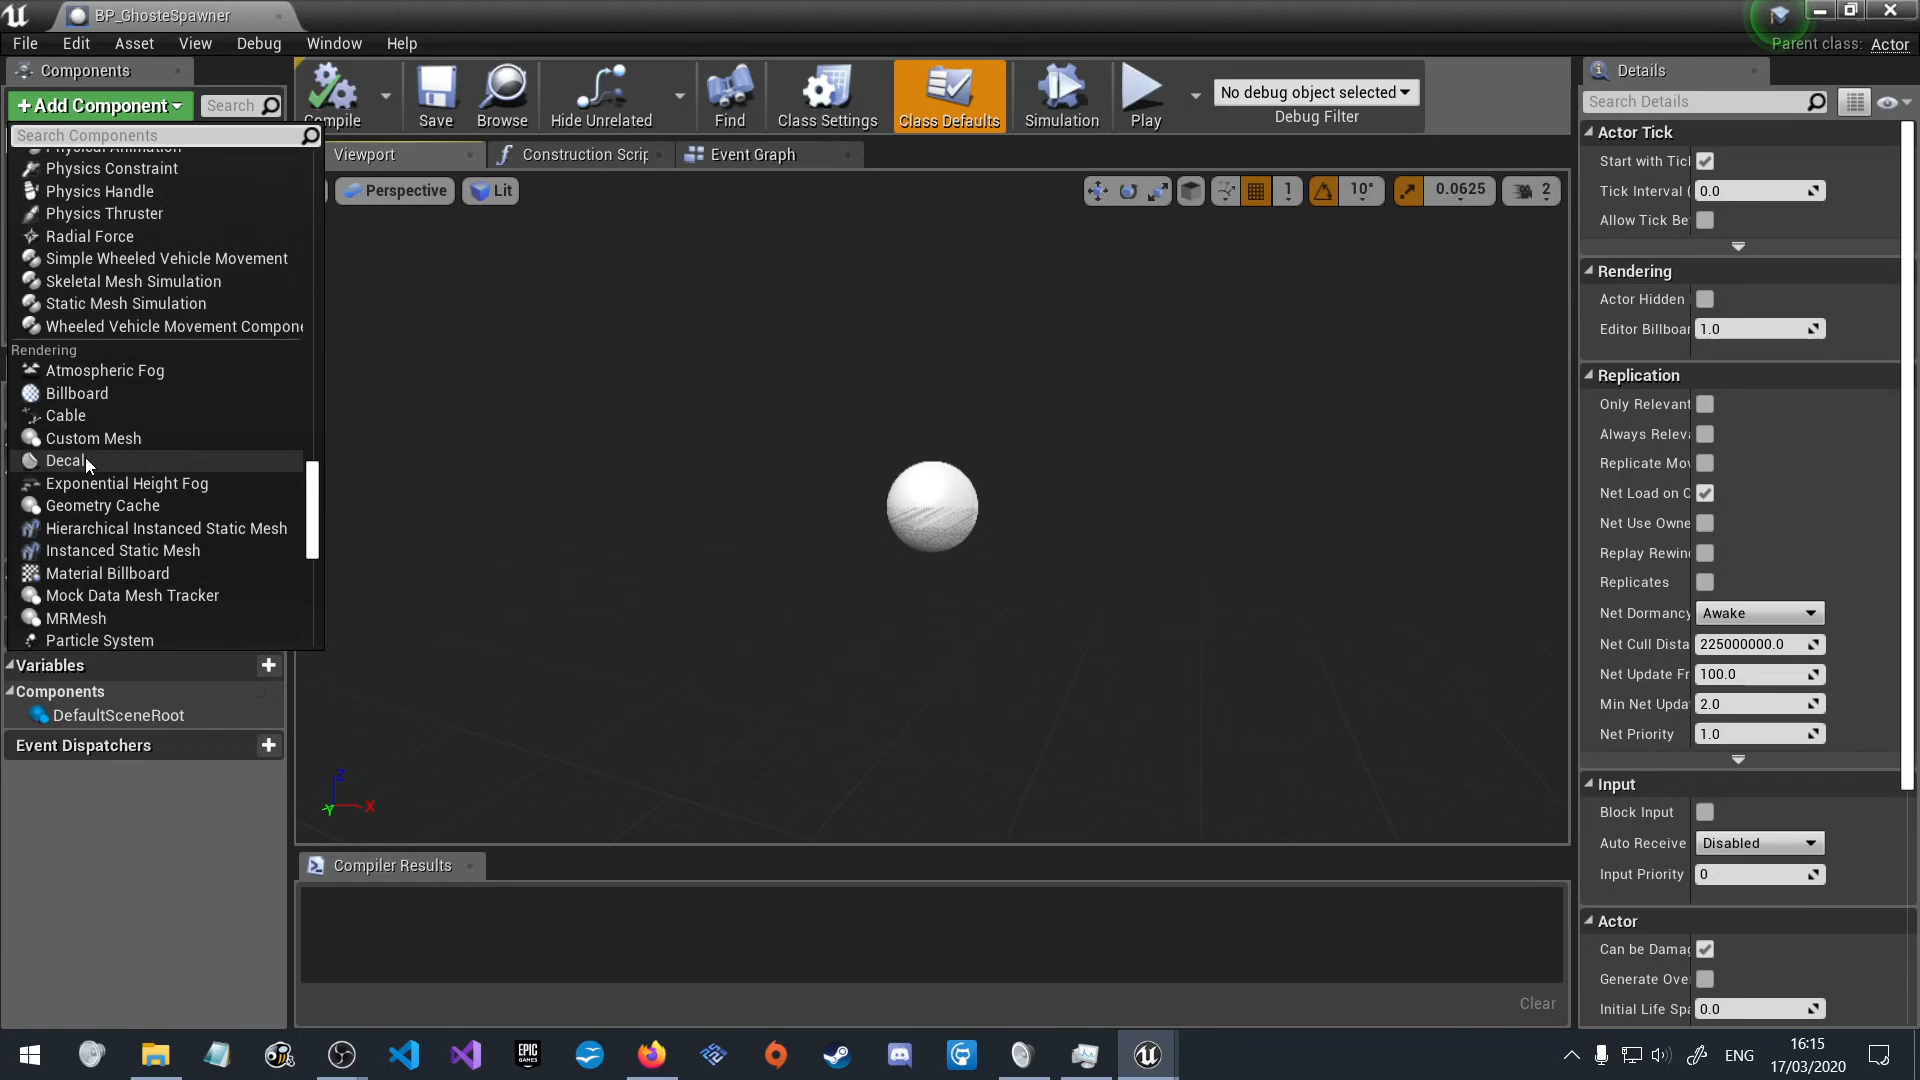 BP_GhosteSpawner
File Edit Asset View Debug Window Help
Parent class: Actor
Components
+Add Component
Search
Search Components
Physical Animation
Physics Constraint
Physics Handle
Physics Thruster
Radial Force
Simple Wheeled Vehicle Movement
Skeletal Mesh Simulation
Static Mesh Simulation
Wheeled Vehicle Movement Compone
Rendering
Atmospheric Fog
Billboard
Cable
Custom Mesh
Decal
Exponential Height Fog
Geometry Cache
Hierarchical Instanced Static Mesh
Instanced Static Mesh
Material Billboard
Mock Data Mesh Tracker
MRMesh
Particle System
Variables
Components
DefaultSceneRoot
Event Dispatchers
Compile
Save
Browse
Hide Unrelated
Find
Class Settings
Class Defaults
Simulation
Play
No debug object selected
Debug Filter
Viewport
Construction Scrip
Event Graph
Perspective
Lit
1
10°
0.0625
2
Z
X
Y
Compiler Results
Clear
Details
Search Details
Actor Tick
Start with Ticl
Tick Interval ( 0.0
Allow Tick Be
Rendering
Actor Hidden
Editor Billboar 1.0
Replication
Only Relevant
Always Releva
Replicate Mov
Net Load on C
Net Use Owne
Replay Rewin
Replicates
Net Dormancy Awake
Net Cull Dista 225000000.0
Net Update Fr 100.0
Min Net Upda 2.0
Net Priority 1.0
Input
Block Input
Auto Receive Disabled
Input Priority 0
Actor
Can be Damag
Generate Ove
Initial Life Spa 0.0
EPIC GAMES
ENG
16:15
17/03/2020